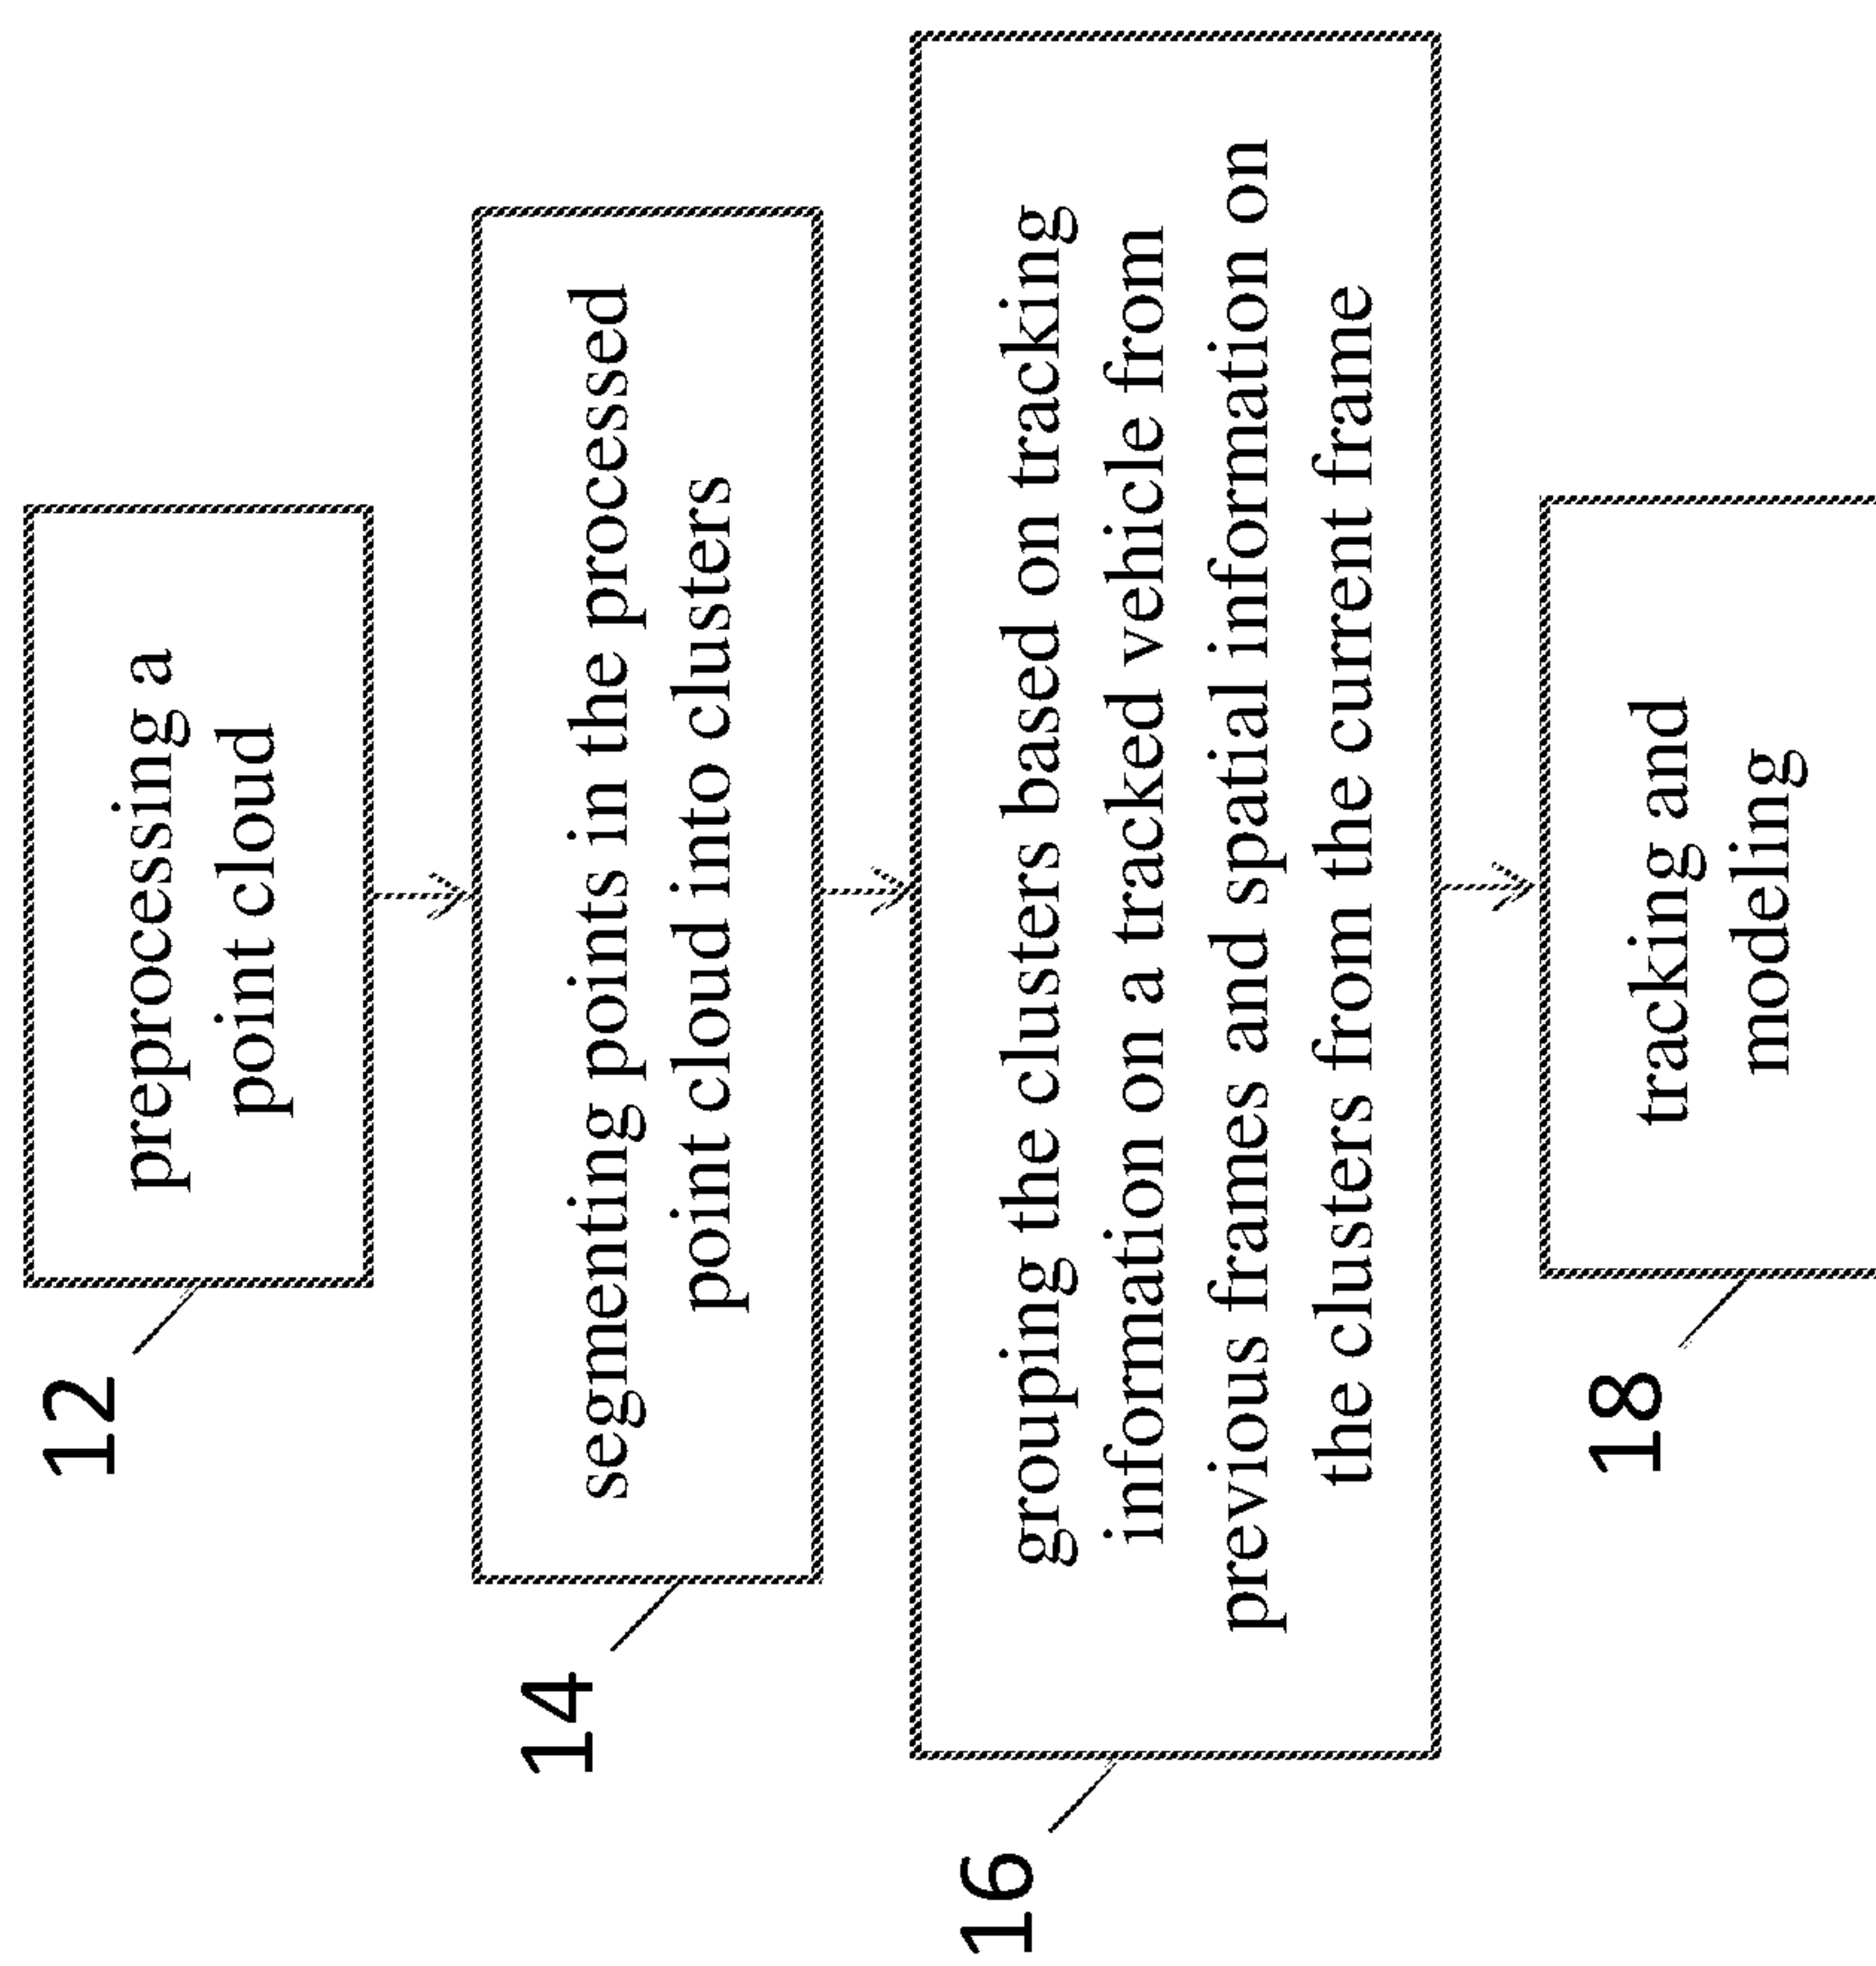 12
preprocessing a
point cloud
14
segmenting points in the processed
point cloud into clusters
16
grouping the clusters based on tracking
information on a tracked vehicle from
previous frames and spatial information on
the clusters from the current frame
18
tracking and
modeling